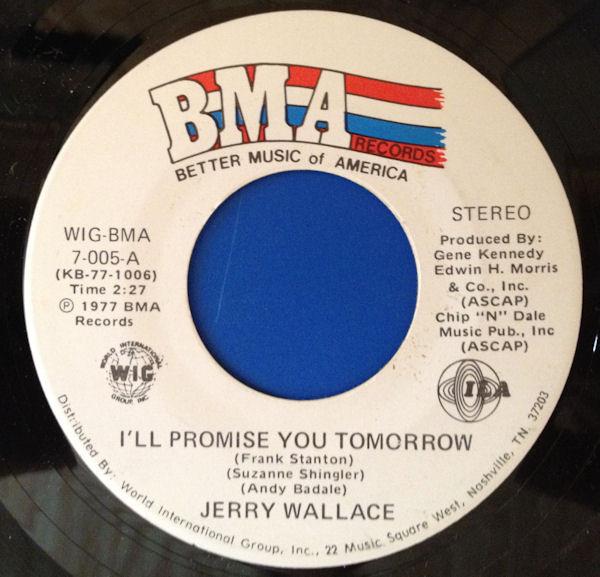 BMA
RECORDS
BETTER MUSIC of AMERICA
WIG-BMA
7-005-A
(KB-77-1006)
Time 2:27
℗ 1977 BMA
Records
WORLD INTERNATIONAL
WIG
GROUP, INC.
STEREO
Produced By:
Gene Kennedy
Edwin H. Morris
& Co., Inc.
(ASCAP)
Chip "N" Dale
Music Pub., Inc
(ASCAP)
IDA
I'LL PROMISE YOU TOMORROW
(Frank Stanton)
(Suzanne Shingler)
(Andy Badale)
JERRY WALLACE
Distributed By: World International Group, Inc., 22 Music Square West, Nashville, TN. 37203